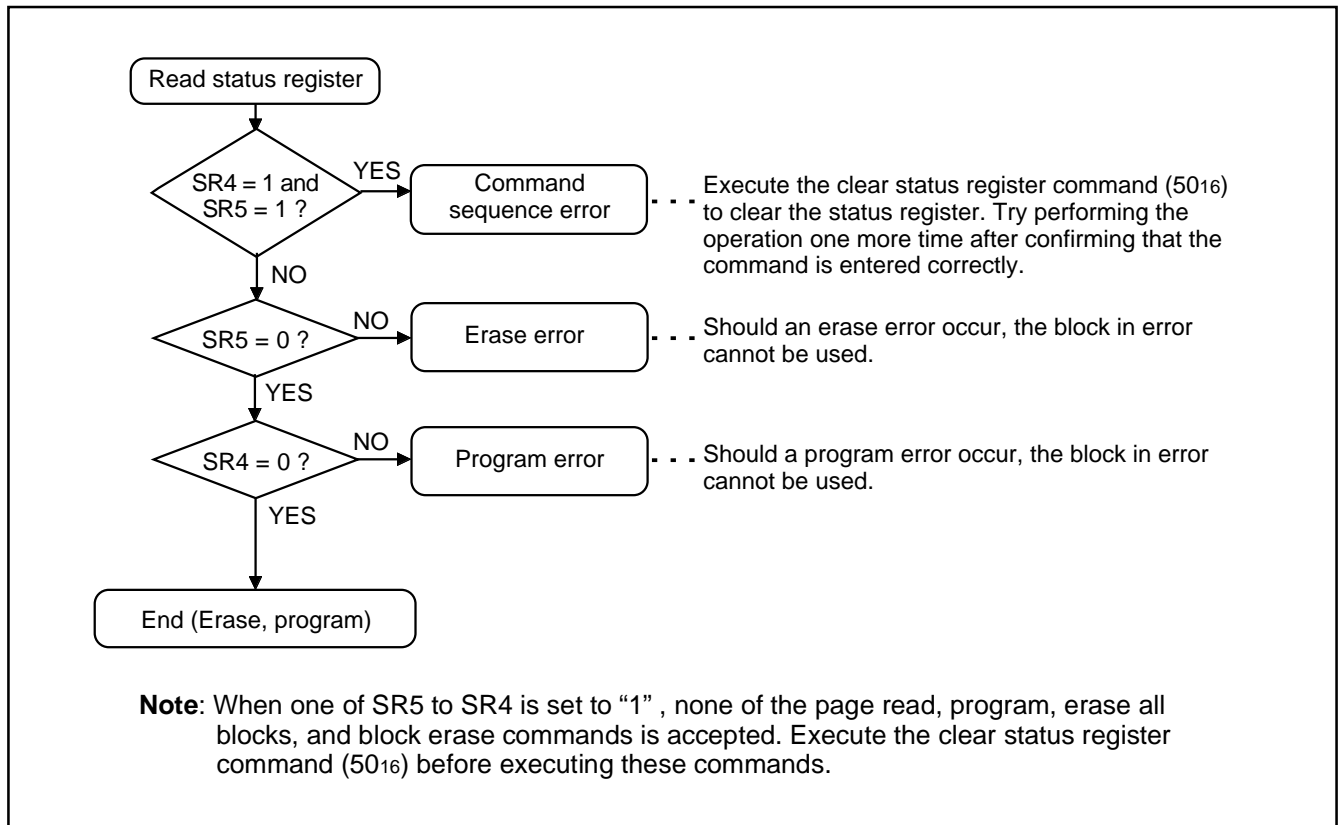 Read status register
SR4 = 1 and
SR5 = 1 ?
YES
Command
sequence error
Execute the clear status register command (5016)
to clear the status register. Try performing the
operation one more time after confirming that the
command is entered correctly.
NO
SR5 = 0 ?
NO
Erase error
Should an erase error occur, the block in error
cannot be used.
YES
SR4 = 0 ?
NO
Program error
Should a program error occur, the block in error
cannot be used.
YES
End (Erase, program)
Note: When one of SR5 to SR4 is set to “1” , none of the page read, program, erase all
blocks, and block erase commands is accepted. Execute the clear status register
command (5016) before executing these commands.